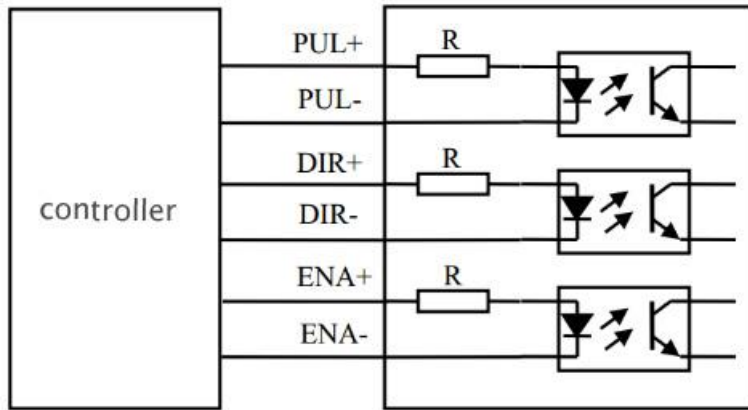 PUL+
R
PUL-
DIR+
R
controller
DIR-
ENA+
R
ENA-